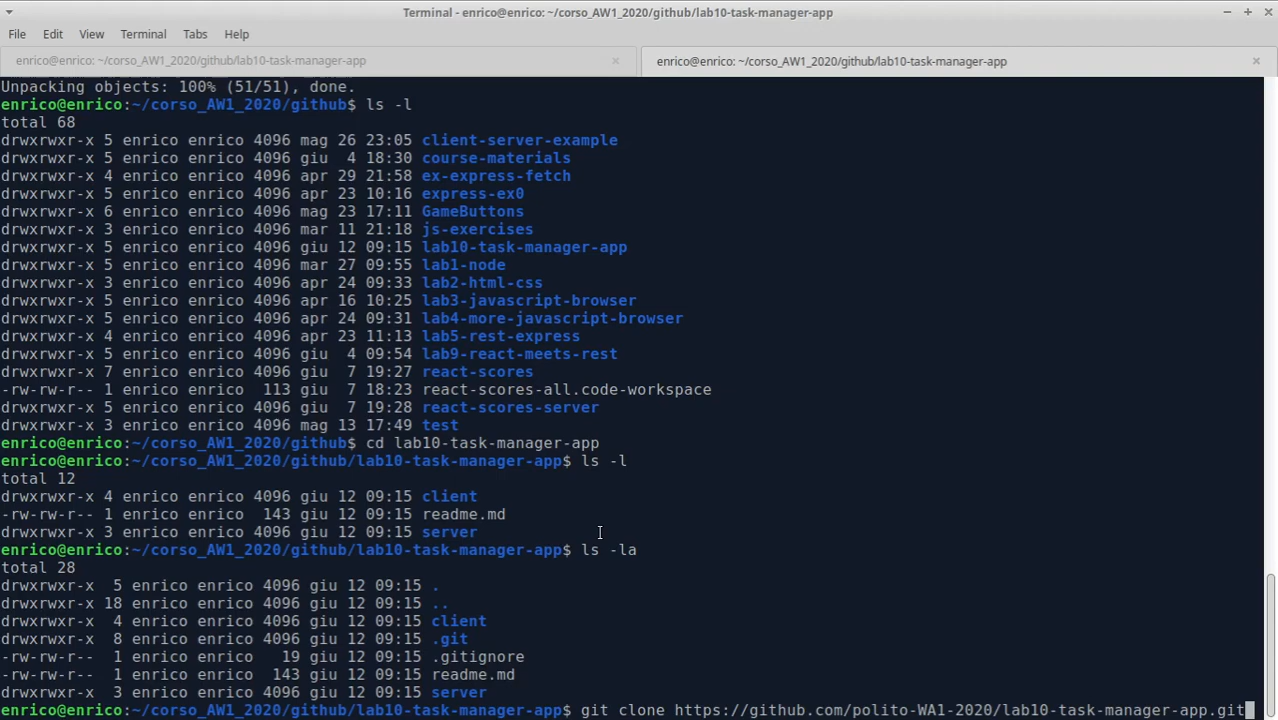 Terminal - enrico@enrico: ~/corso_AW1_2020/github/lab10-task-manager-app
File Edit View Terminal Tabs Help
enrico@enrico: ~/corso_AW1_2020/github/lab10-task-manager-app
enrico@enrico: ~/corso_AW1_2020/github/lab10-task-manager-app
Unpacking objects: 100% (51/51), done.
enrico@enrico:~/corso_AW1_2020/github$ ls -l
total 68
drwxrwxr-x 5 enrico enrico 4096 mag 26 23:05 client-server-example
drwxrwxr-x 5 enrico enrico 4096 giu  4 18:30 course-materials
drwxrwxr-x 4 enrico enrico 4096 apr 29 21:58 ex-express-fetch
drwxrwxr-x 5 enrico enrico 4096 apr 23 10:16 express-ex0
drwxrwxr-x 6 enrico enrico 4096 mag 23 17:11 GameButtons
drwxrwxr-x 3 enrico enrico 4096 mar 11 21:18 js-exercises
drwxrwxr-x 5 enrico enrico 4096 giu 12 09:15 lab10-task-manager-app
drwxrwxr-x 5 enrico enrico 4096 mar 27 09:55 lab1-node
drwxrwxr-x 3 enrico enrico 4096 apr 24 09:33 lab2-html-css
drwxrwxr-x 5 enrico enrico 4096 apr 16 10:25 lab3-javascript-browser
drwxrwxr-x 5 enrico enrico 4096 apr 24 09:31 lab4-more-javascript-browser
drwxrwxr-x 4 enrico enrico 4096 apr 23 11:13 lab5-rest-express
drwxrwxr-x 5 enrico enrico 4096 giu  4 09:54 lab9-react-meets-rest
drwxrwxr-x 7 enrico enrico 4096 giu  7 19:27 react-scores
-rw-rw-r-- 1 enrico enrico  113 giu  7 18:23 react-scores-all.code-workspace
drwxrwxr-x 5 enrico enrico 4096 giu  7 19:28 react-scores-server
drwxrwxr-x 3 enrico enrico 4096 mag 13 17:49 test
enrico@enrico:~/corso_AW1_2020/github$ cd lab10-task-manager-app
enrico@enrico:~/corso_AW1_2020/github/lab10-task-manager-app$ ls -l
total 12
drwxrwxr-x 4 enrico enrico 4096 giu 12 09:15 client
-rw-rw-r-- 1 enrico enrico  143 giu 12 09:15 readme.md
drwxrwxr-x 3 enrico enrico 4096 giu 12 09:15 server
enrico@enrico:~/corso_AW1_2020/github/lab10-task-manager-app$ ls -la
total 28
drwxrwxr-x  5 enrico enrico 4096 giu 12 09:15 .
drwxrwxr-x 18 enrico enrico 4096 giu 12 09:15 ..
drwxrwxr-x  4 enrico enrico 4096 giu 12 09:15 client
drwxrwxr-x  8 enrico enrico 4096 giu 12 09:15 .git
-rw-rw-r--  1 enrico enrico   19 giu 12 09:15 .gitignore
-rw-rw-r--  1 enrico enrico  143 giu 12 09:15 readme.md
drwxrwxr-x  3 enrico enrico 4096 giu 12 09:15 server
enrico@enrico:~/corso_AW1_2020/github/lab10-task-manager-app$ git clone https://github.com/polito-WA1-2020/lab10-task-manager-app.git